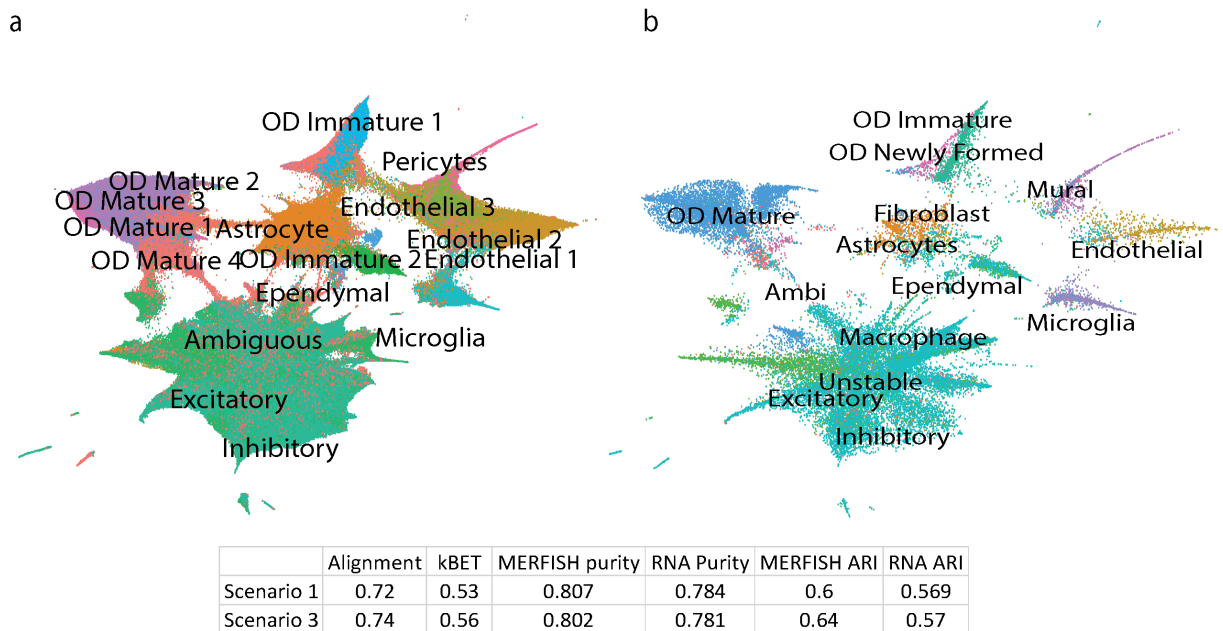 a
OD Immature 1
Pericytes
OD Mature 2
OD Mature 3
Endothelial 3
OD Mature 1
Astrocyte
Endothelial 2
OD Mature 4
OD Immature 2
Endothelial 1
Ependymal
Ambiguous
Microglia
Excitatory
Inhibitory
b
OD Immature
OD Newly Formed
Mural
OD Mature
Fibroblast
Astrocytes
Endothelial
Ependymal
Ambi
Microglia
Macrophage
Unstable
Excitatory
Inhibitory
Alignment kBET MERFISH purity RNA Purity MERFISH ARI RNA ARI
Scenario 1 0.72 0.53 0.807 0.784 0.6 0.569
Scenario 3 0.74 0.56 0.802 0.781 0.64 0.57